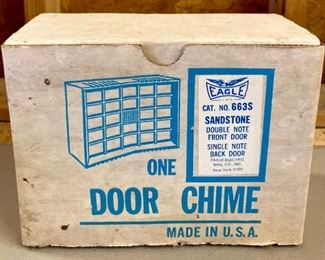 EAGLE
CAT. NO. 663S
SANDSTONE
DOUBLE NOTE
FRONT DOOR
SINGLE NOTE
BACK DOOR
EAGLE ELECTRIC
MFG. CO., INC.
New York 11101
ONE
DOOR CHIME
MADE IN U.S.A.